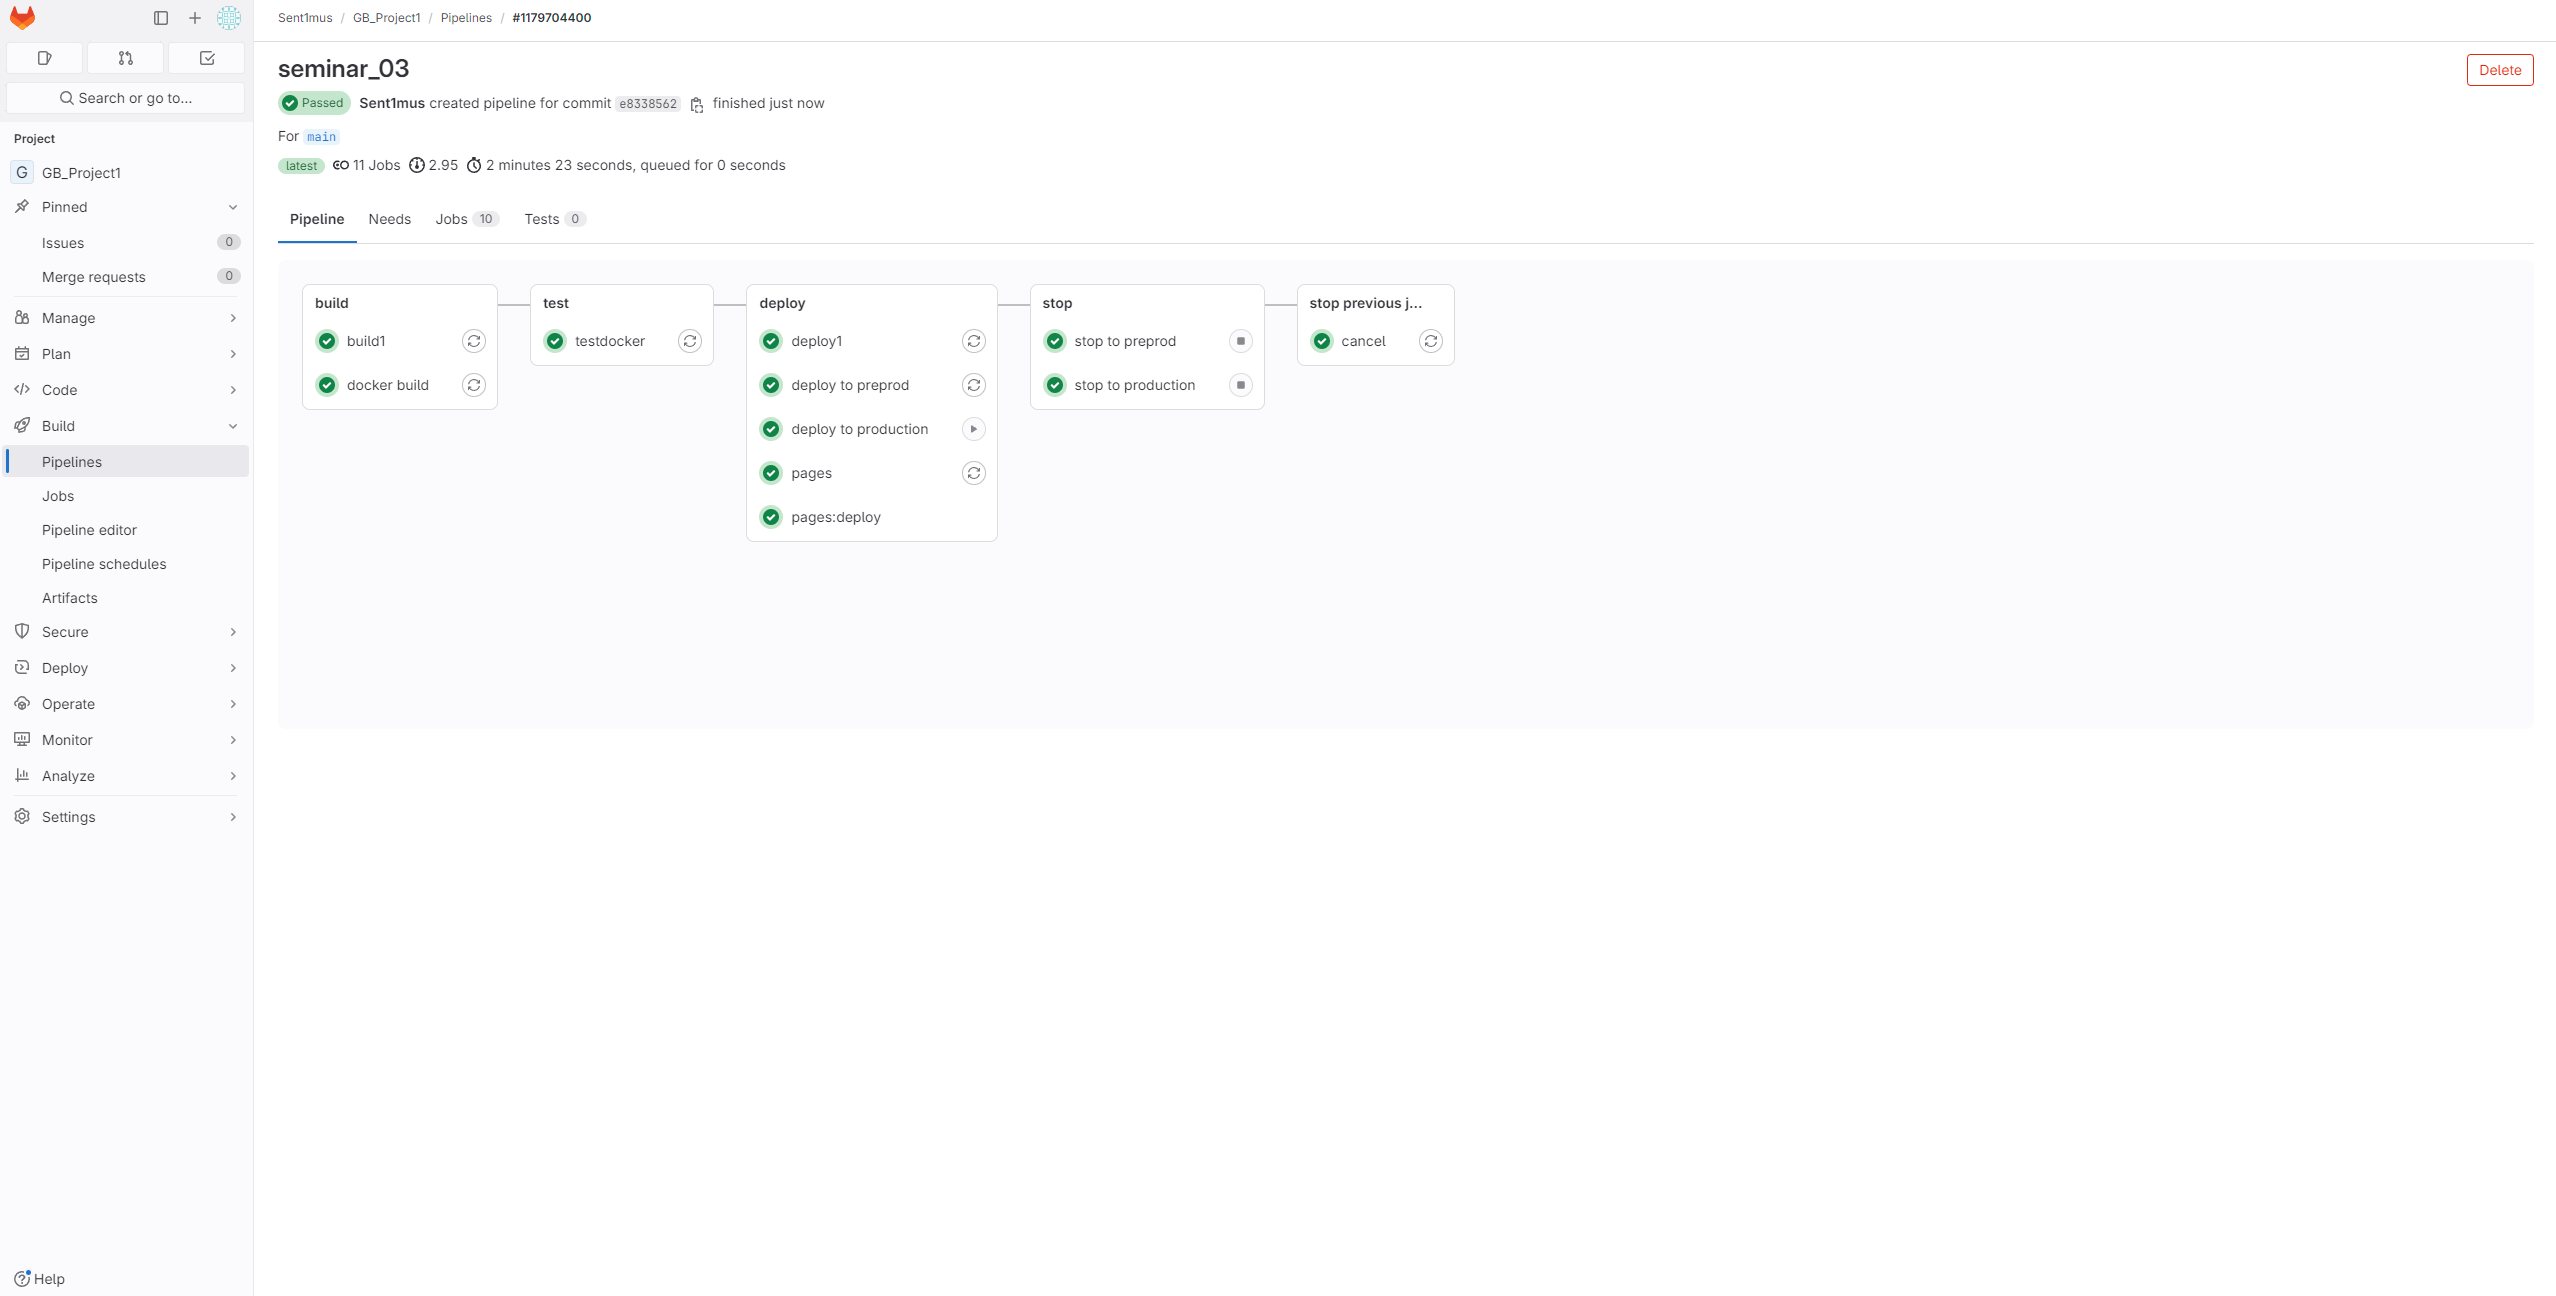 Sent1mus / GB_Project1 / Pipelines / #1179704400
Search or go to...
Project
G GB_Project1
Pinned
Issues 0
Merge requests 0
Manage
Plan
Code
Build
Pipelines
Jobs
Pipeline editor
Pipeline schedules
Artifacts
Secure
Deploy
Operate
Monitor
Analyze
Settings
Help
seminar_03
Delete
Passed Sent1mus created pipeline for commit e8338562 finished just now
For main
latest 11 Jobs 2.95 2 minutes 23 seconds, queued for 0 seconds
Pipeline Needs Jobs 10 Tests 0
build
build1
docker build
test
testdocker
deploy
deploy1
deploy to preprod
deploy to production
pages
pages:deploy
stop
stop to preprod
stop to production
stop previous j...
cancel